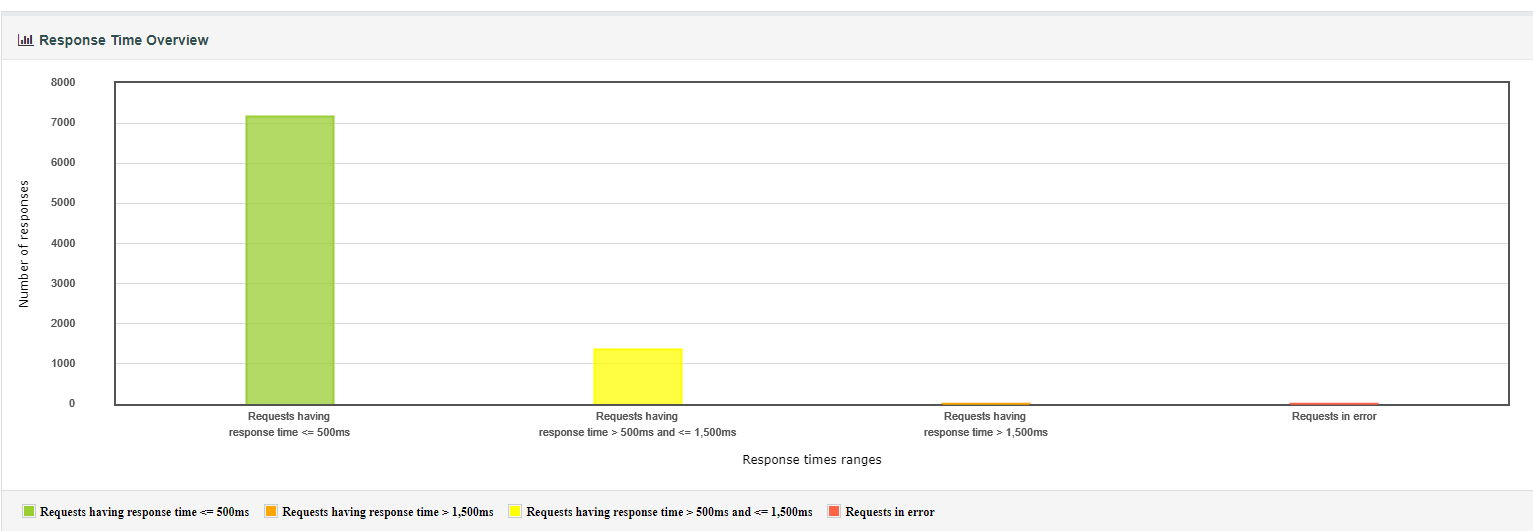 Response Time Overview
8000
7000
6000
5000
4000
3000
2000
1000
0
Number of responses
Requests having
response time <= 500ms
Requests having
response time > 500ms and <= 1,500ms
Requests having
response time > 1,500ms
Requests in error
Response times ranges
Requests having response time <= 500ms Requests having response time > 1,500ms Requests having response time > 500ms and <= 1,500ms Requests in error